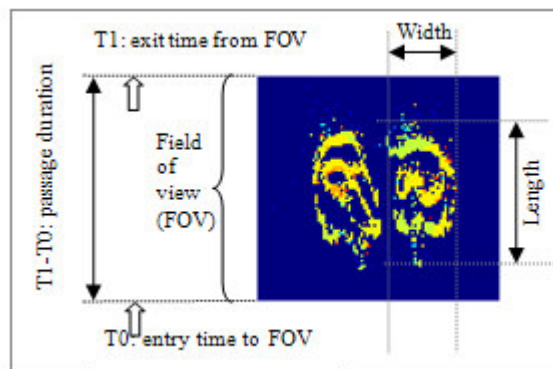 T1: exit time from FOV
Width
T1-T0: passage duration
Field
of
view
(FOV)
Length
T0: entry time to FOV